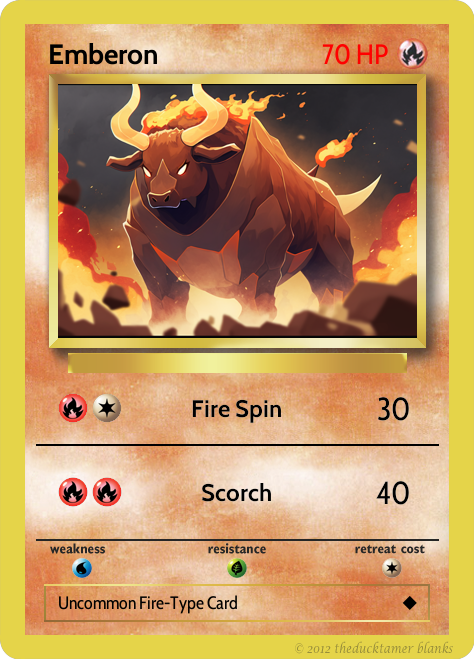 Emberon 70 HP
Fire Spin 30
Scorch 40
weakness resistance retreat cost
Uncommon Fire-Type Card
© 2012 theducktamer blanks